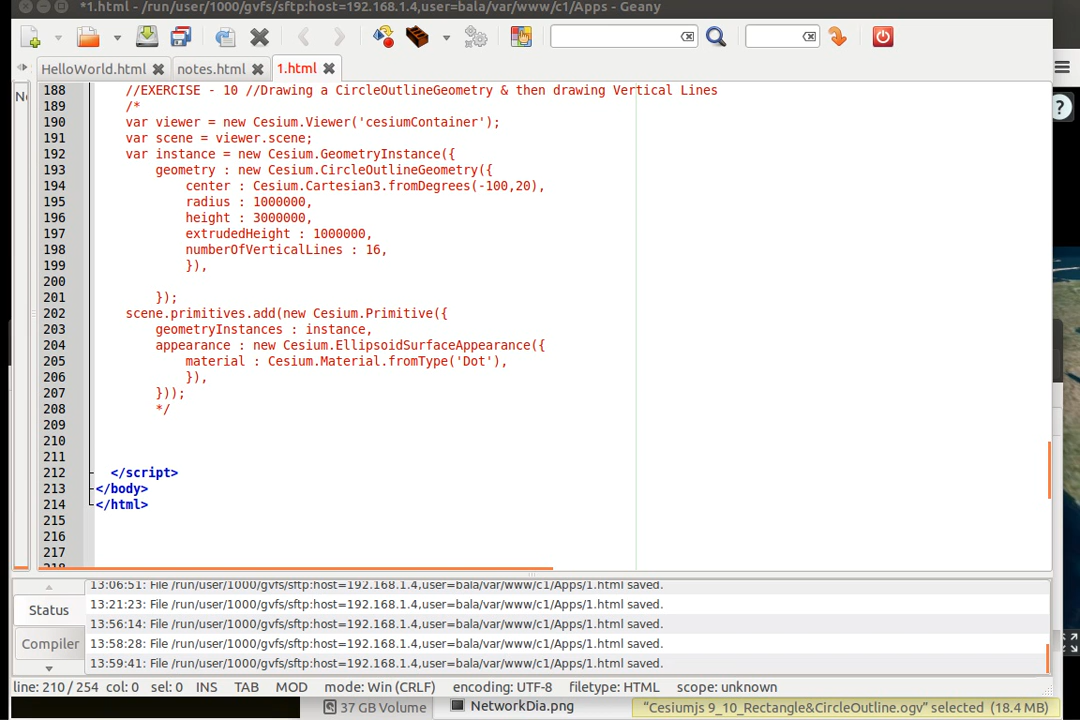 *1.html - /run/user/1000/gvfs/sftp:host=192.168.1.4,user=bala/var/www/c1/Apps - Geany
HelloWorld.html notes.html 1.html
188 //EXERCISE - 10 //Drawing a CircleOutlineGeometry & then drawing Vertical Lines
189 /*
190 var viewer = new Cesium.Viewer('cesiumContainer');
191 var scene = viewer.scene;
192 var instance = new Cesium.GeometryInstance({
193 geometry : new Cesium.CircleOutlineGeometry({
194 center : Cesium.Cartesian3.fromDegrees(-100,20),
195 radius : 1000000,
196 height : 3000000,
197 extrudedHeight : 1000000,
198 numberOfVerticalLines : 16,
199 }),
200
201 });
202 scene.primitives.add(new Cesium.Primitive({
203 geometryInstances : instance,
204 appearance : new Cesium.EllipsoidSurfaceAppearance({
205 material : Cesium.Material.fromType('Dot'),
206 }),
207 }));
208 */
209
210
211
212 </script>
213 </body>
214 </html>
215
216
217
218
13:06:51: File /run/user/1000/gvfs/sftp:host=192.168.1.4,user=bala/var/www/c1/Apps/1.html saved.
Status
13:21:23: File /run/user/1000/gvfs/sftp:host=192.168.1.4,user=bala/var/www/c1/Apps/1.html saved.
13:56:14: File /run/user/1000/gvfs/sftp:host=192.168.1.4,user=bala/var/www/c1/Apps/1.html saved.
Compiler
13:58:28: File /run/user/1000/gvfs/sftp:host=192.168.1.4,user=bala/var/www/c1/Apps/1.html saved.
13:59:41: File /run/user/1000/gvfs/sftp:host=192.168.1.4,user=bala/var/www/c1/Apps/1.html saved.
line: 210 / 254 col: 0 sel: 0 INS TAB MOD mode: Win (CRLF) encoding: UTF-8 filetype: HTML scope: unknown
37 GB Volume NetworkDia.png "Cesiumjs 9_10_Rectangle&CircleOutline.ogv" selected (18.4 MB)